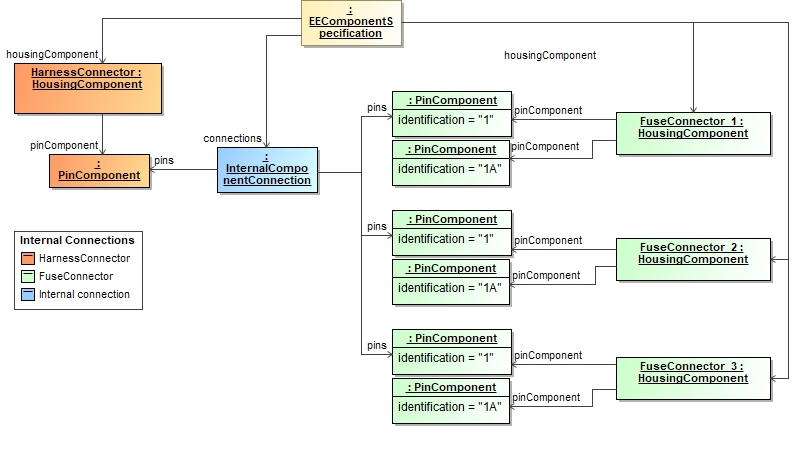 :
EEComponentS
pecification
housingComponent
housingComponent
HarnessConnector :
HousingComponent
pinComponent
:
PinComponent
pins
connections
:
InternalCompo
nentConnection
pins
: PinComponent
identification = "1"
pinComponent
FuseConnector_1 :
HousingComponent
: PinComponent
identification = "1A"
pinComponent
pins
: PinComponent
identification = "1"
pinComponent
FuseConnector_2 :
HousingComponent
: PinComponent
identification = "1A"
pinComponent
pins
: PinComponent
identification = "1"
pinComponent
FuseConnector_3 :
HousingComponent
: PinComponent
identification = "1A"
pinComponent
Internal Connections
HarnessConnector
FuseConnector
Internal connection